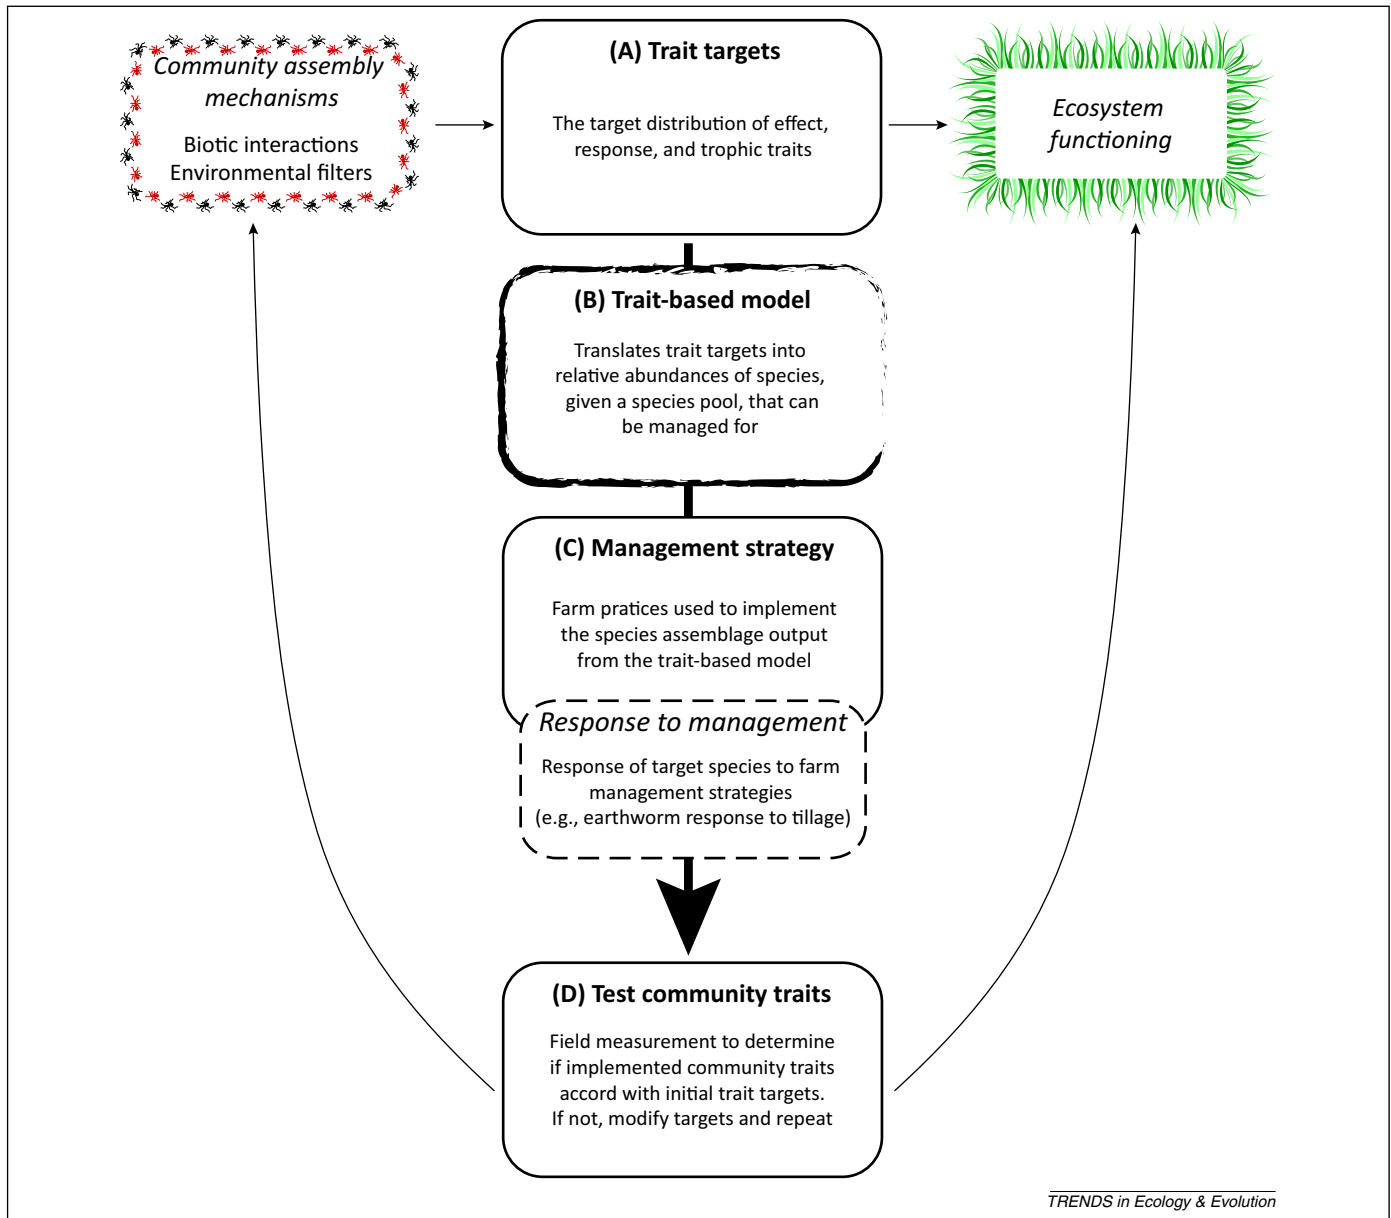 Community assembly
mechanisms
Biotic interactions
Environmental filters
(A) Trait targets
The target distribution of effect,
response, and trophic traits
Ecosystem
functioning
(B) Trait-based model
Translates trait targets into
relative abundances of species,
given a species pool, that can
be managed for
(C) Management strategy
Farm pratices used to implement
the species assemblage output
from the trait-based model
Response to management
Response of target species to farm
management strategies
(e.g., earthworm response to tillage)
(D) Test community traits
Field measurement to determine
if implemented community traits
accord with initial trait targets.
If not, modify targets and repeat
TRENDS in Ecology & Evolution